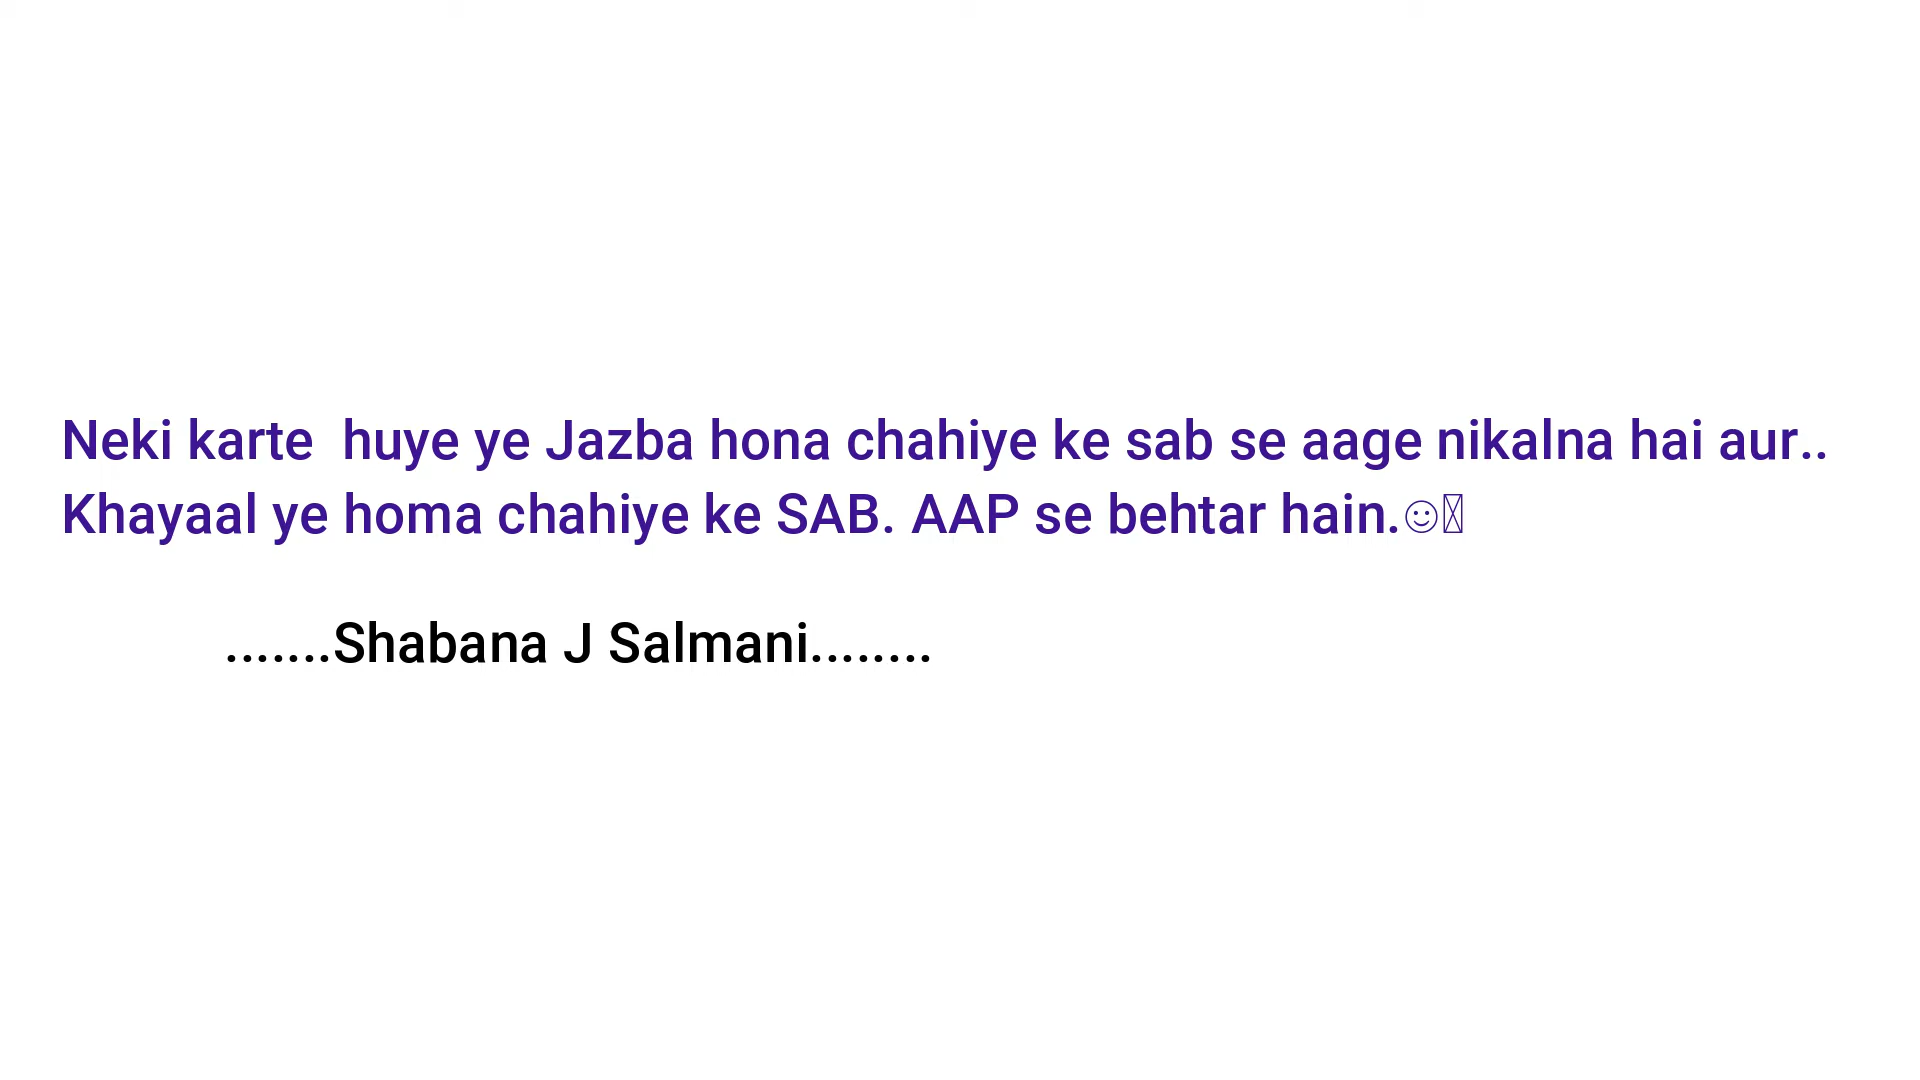 Neki karte  huye ye Jazba hona chahiye ke sab se aage nikalna hai aur..
Khayaal ye homa chahiye ke SAB. AAP se behtar hain.☺
.......Shabana J Salmani........